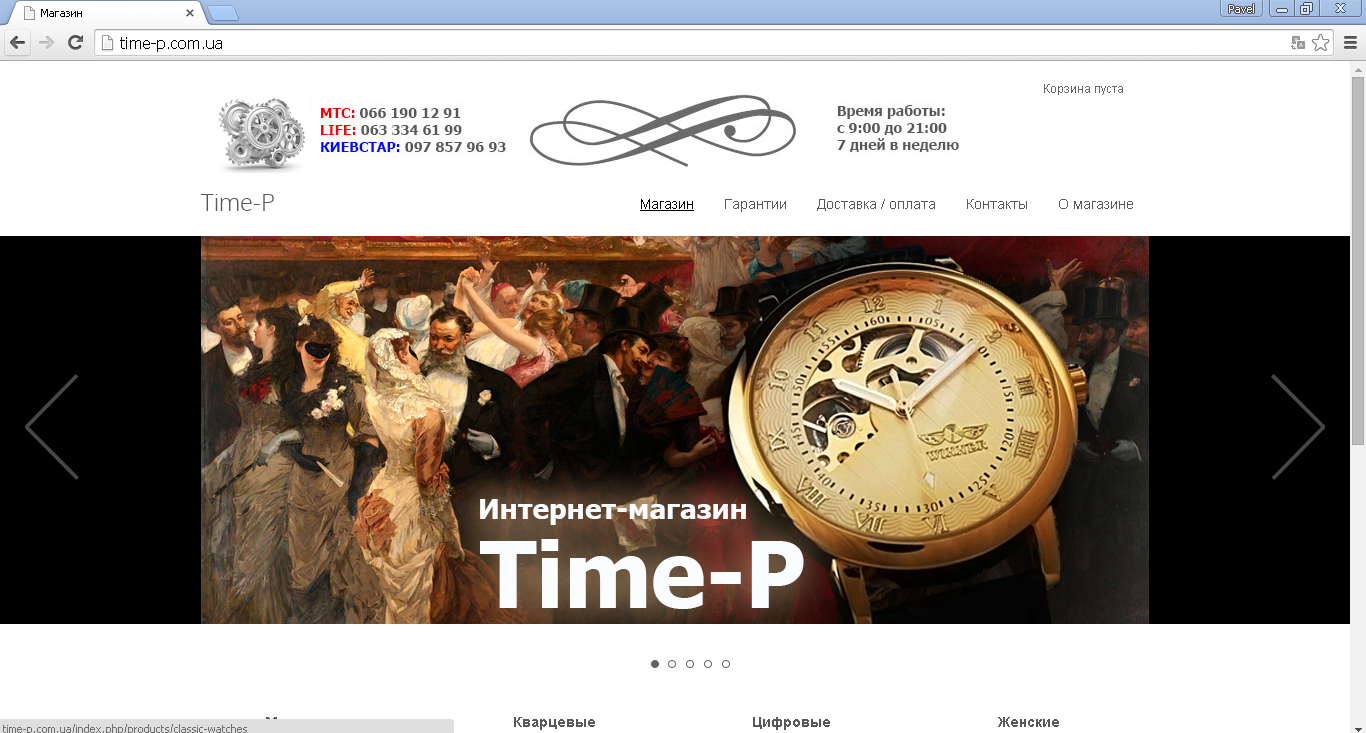 Магазин
Pavel
time-p.com.ua
Корзина пуста
МТС: 066 190 12 91
LIFE: 063 334 61 99
КИЕВСТАР: 097 857 96 93
Время работы:
с 9:00 до 21:00
7 дней в неделю
Time-P
Магазин Гарантии Доставка / оплата Контакты О магазине
WINNER
Интернет-магазин
Time-P
Кварцевые Цифровые Женские
time-p.com.ua/index.php/products/classic-watches